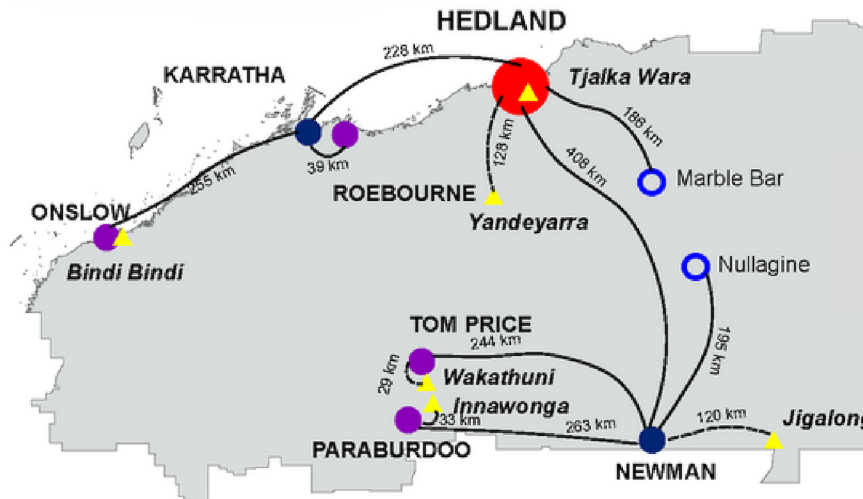 HEDLAND
228 km
KARRATHA
Tjalka Wara
186 km
128 km
39 km
408 km
255 km
Marble Bar
ROEBOURNE
ONSLOW
Yandeyarra
Bindi Bindi
Nullagine
TOM PRICE
244 km
195 km
29 km
Wakathuni
Innawonga
33 km
263 km
120 km
Jigalong
PARABURDOO
NEWMAN